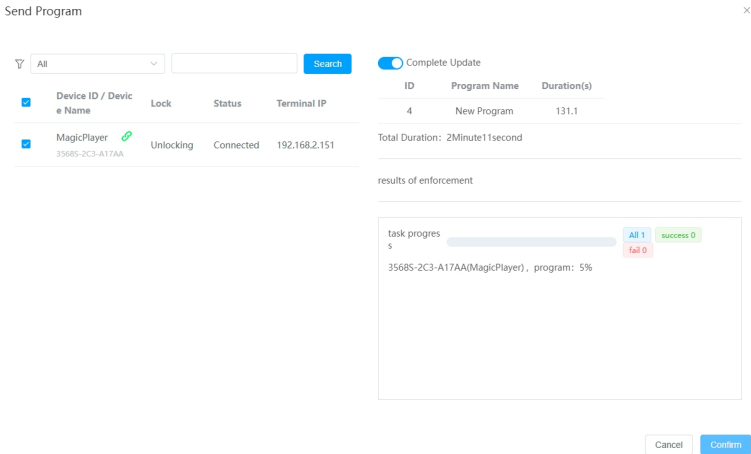 Send Program
All
Search
Device ID / Devic
e Name
Lock
Status
Terminal IP
MagicPlayer
3568S-2C3-A17AA
Unlocking
Connected
192.168.2.151
Complete Update
ID
Program Name
Duration(s)
4
New Program
131.1
Total Duration: 2Minute11second
results of enforcement
task progres
s
All 1
success 0
fail 0
3568S-2C3-A17AA(MagicPlayer) , program: 5%
Cancel
Confirm